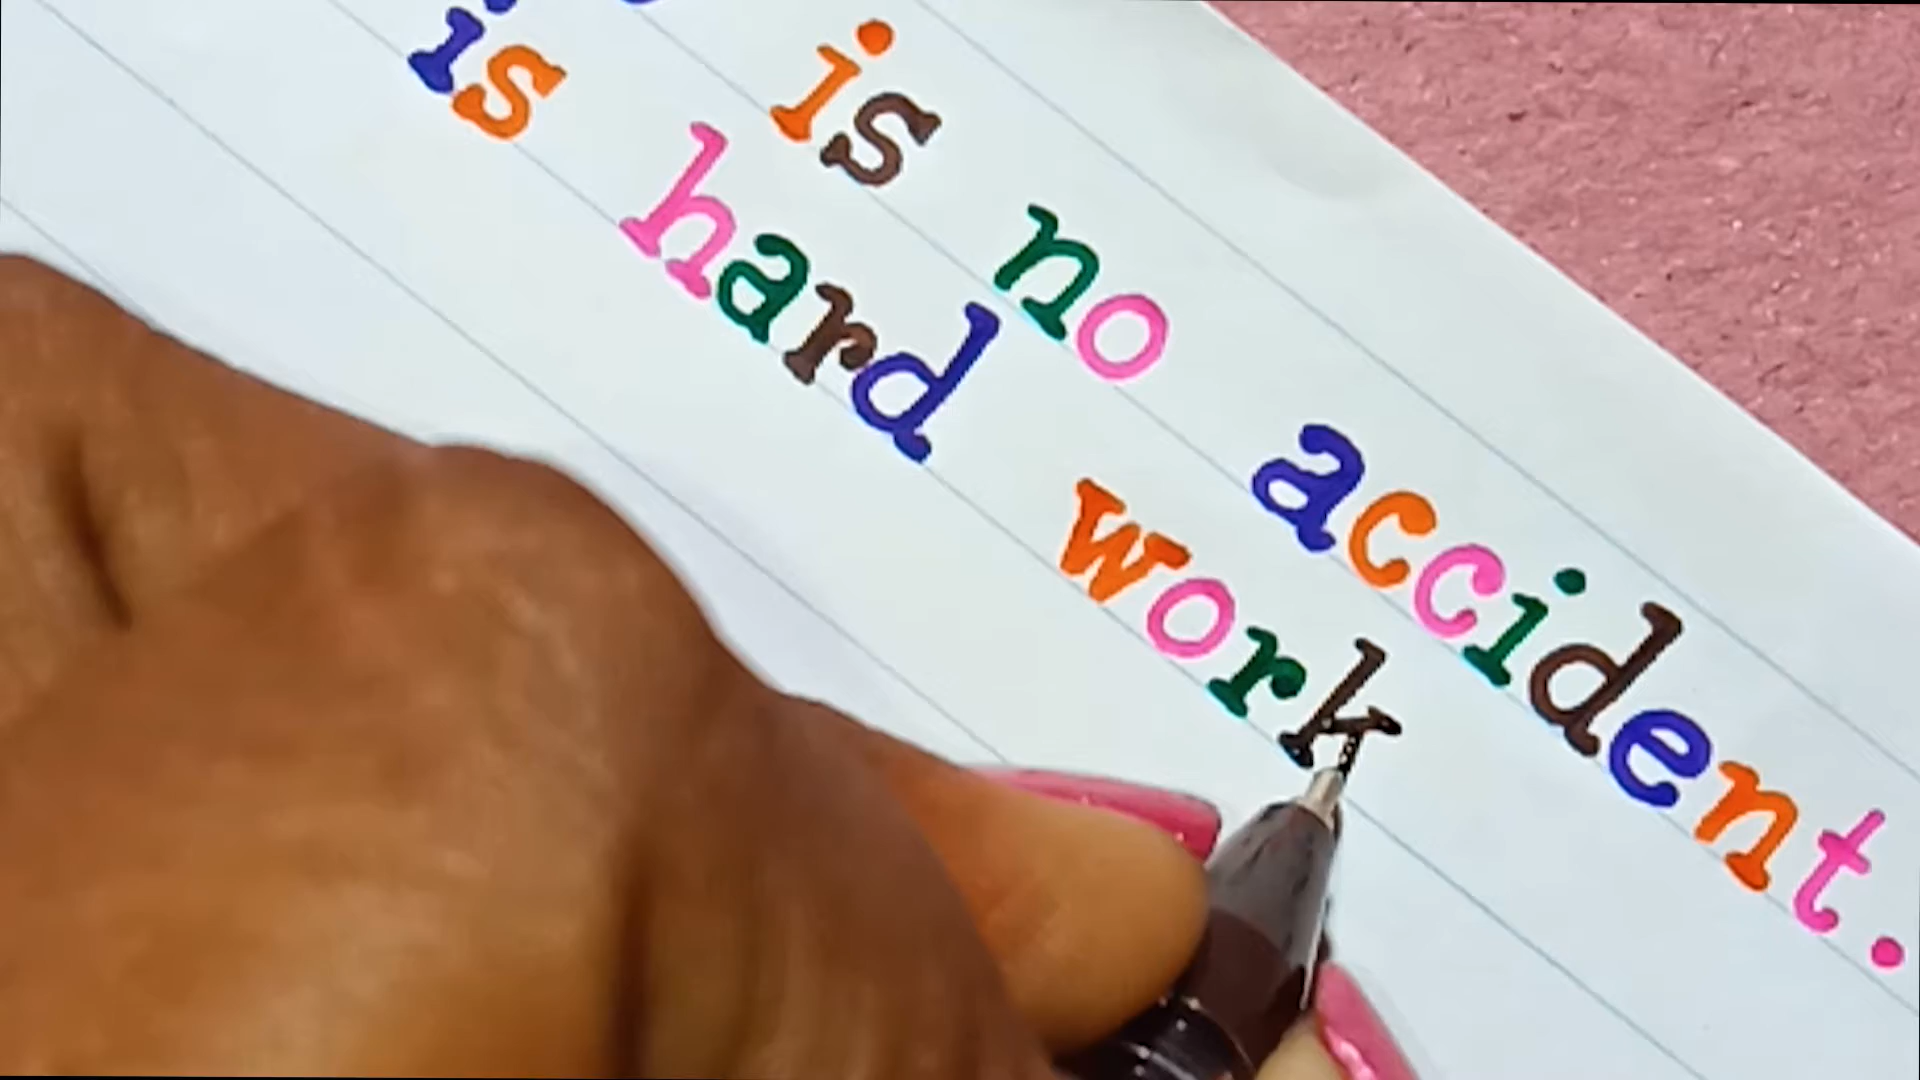 is no accident.
is hard work